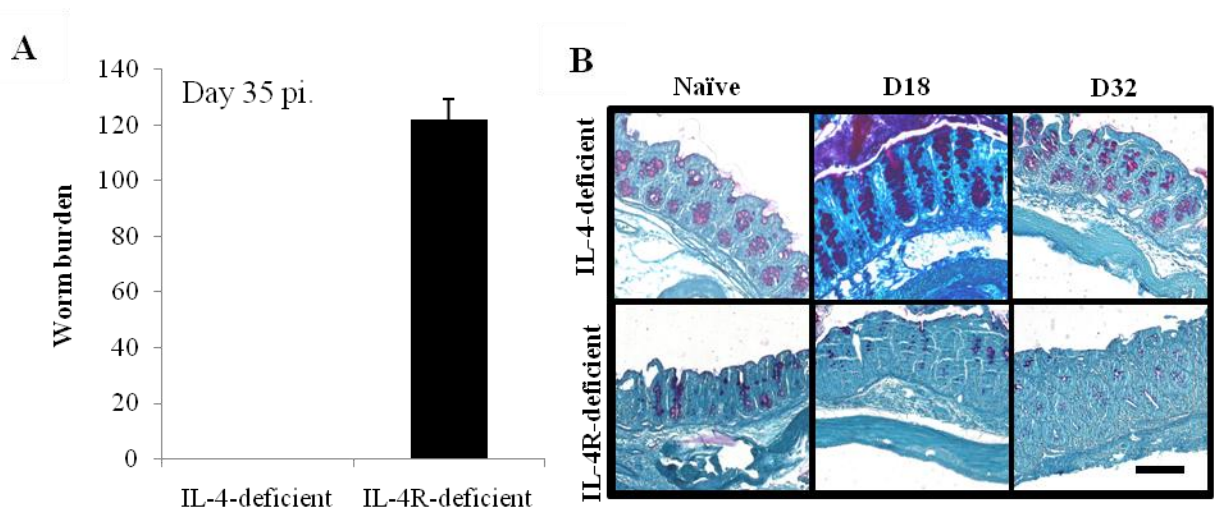 A
Worm burden
140
120
100
80
60
40
20
0
Day 35 pi.
IL-4-deficient
IL-4R-deficient
B
Naïve
D18
D32
IL-4-deficient
IL-4R-deficient